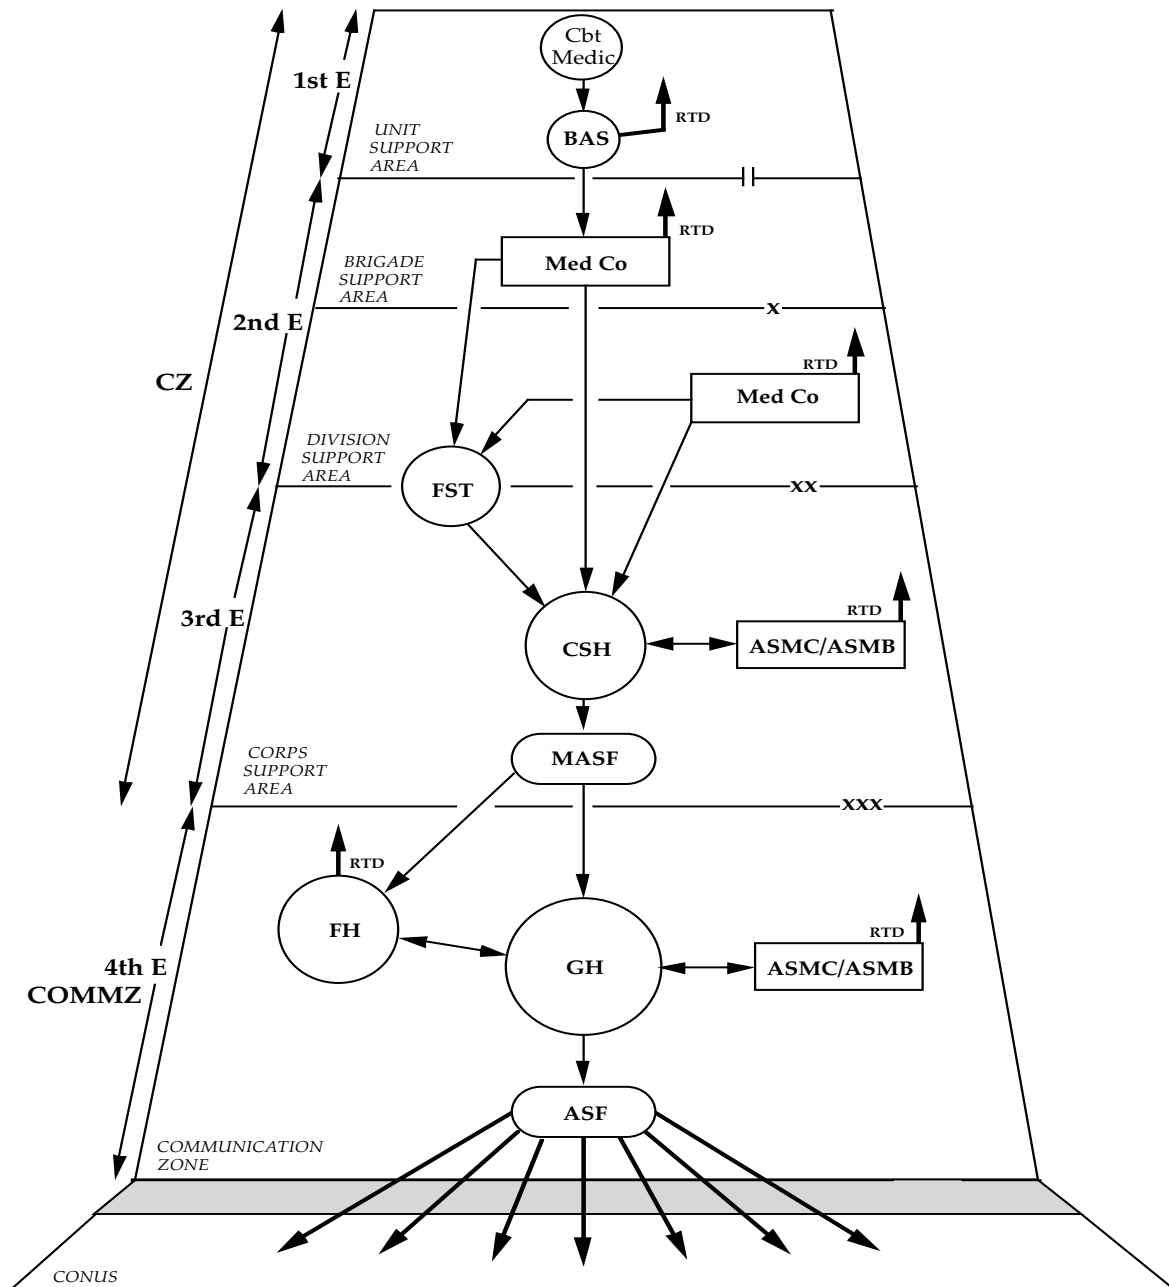 Cbt
Medic
1st E
RTD
UNIT
SUPPORT
AREA
BAS
RTD
BRIGADE
SUPPORT
AREA
Med Co
X
2nd E
RTD
CZ
Med Co
DIVISION
SUPPORT
AREA
FST
XX
RTD
3rd E
CSH
ASMC/ASMB
CORPS
SUPPORT
AREA
MASF
XXX
RTD
FH
RTD
4th E
COMMZ
GH
ASMC/ASMB
ASF
COMMUNICATION
ZONE
CONUS